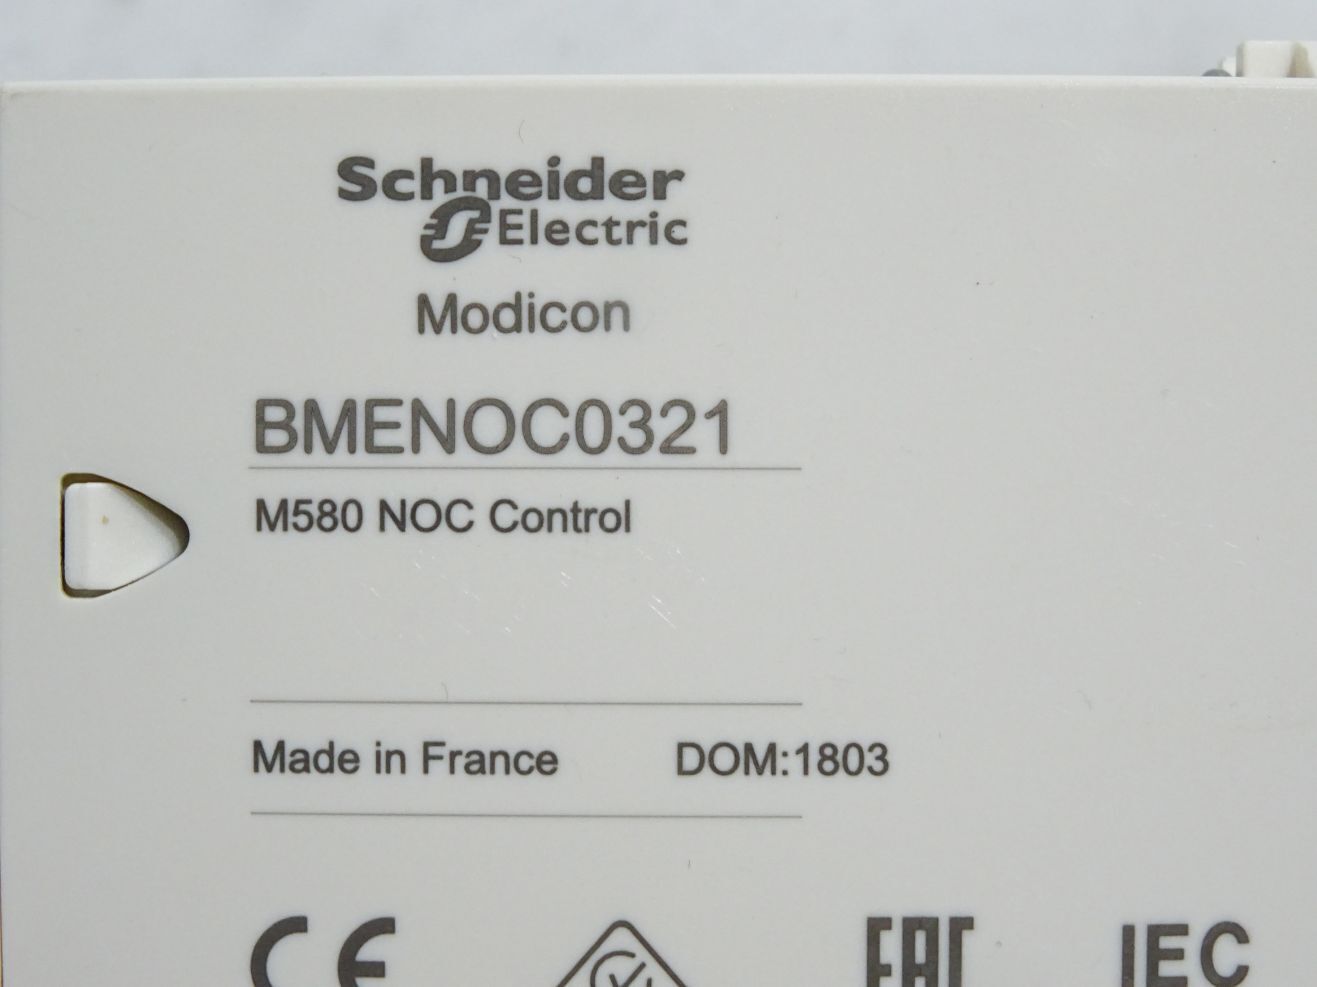 Schneider
Electric
Modicon
BMENOC0321
M580 NOC Control
Made in France DOM:1803
CE EAC IEC